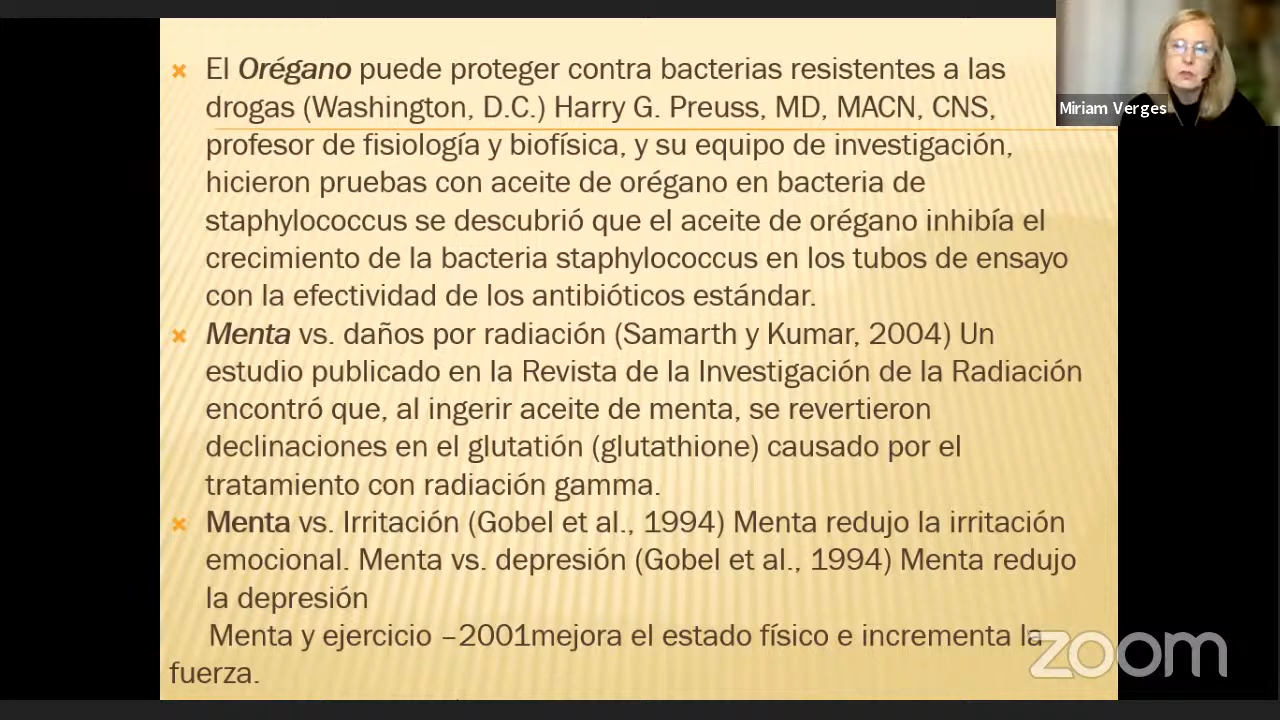 El Orégano puede proteger contra bacterias resistentes a las
drogas (Washington, D.C.) Harry G. Preuss, MD, MACN, CNS,
profesor de fisiología y biofísica, y su equipo de investigación,
hicieron pruebas con aceite de orégano en bacteria de
staphylococcus se descubrió que el aceite de orégano inhibía el
crecimiento de la bacteria staphylococcus en los tubos de ensayo
con la efectividad de los antibióticos estándar.
Menta vs. daños por radiación (Samarth y Kumar, 2004) Un
estudio publicado en la Revista de la Investigación de la Radiación
encontró que, al ingerir aceite de menta, se revertieron
declinaciones en el glutatión (glutathione) causado por el
tratamiento con radiación gamma.
Menta vs. Irritación (Gobel et al., 1994) Menta redujo la irritación
emocional. Menta vs. depresión (Gobel et al., 1994) Menta redujo
la depresión
Menta y ejercicio –2001mejora el estado físico e incrementa la
fuerza.
Miriam Verges
zoom